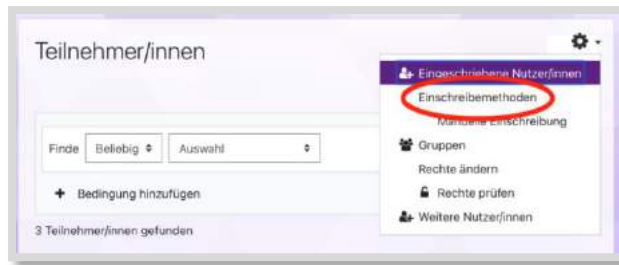 Teilnehmer/innen
Eingeschriebene Nutzer/innen
Einschreibemethoden
Manuelle Einschreibung
Gruppen
Rechte ändern
Rechte prüfen
Weitere Nutzer/innen
Finde Beliebig Auswahl
+ Bedingung hinzufügen
3 Teilnehmer/innen gefunden